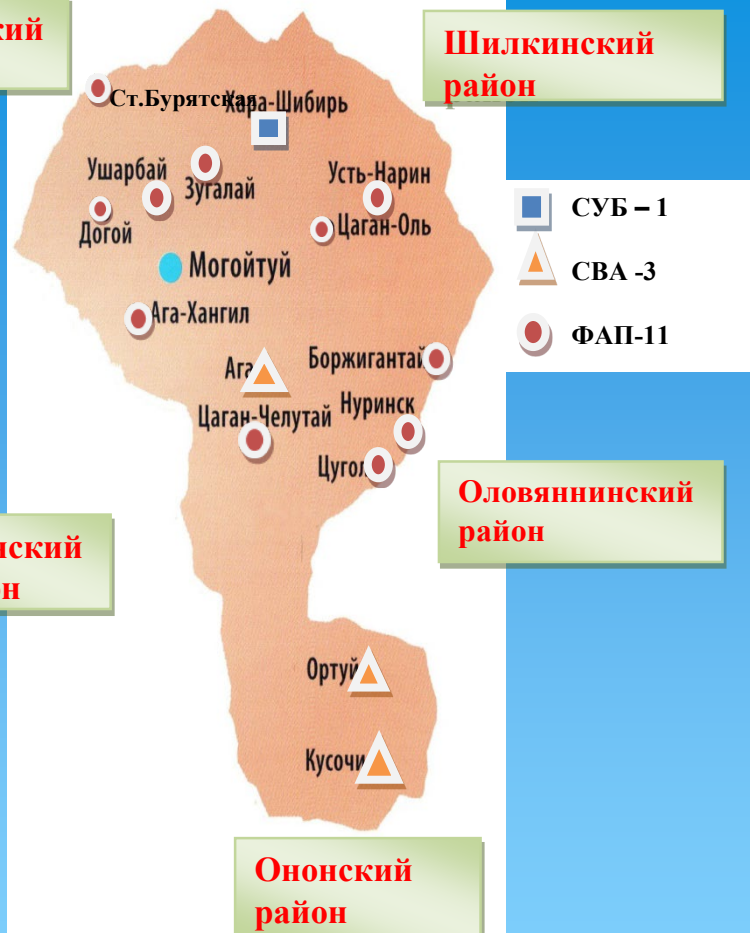 кий
Шилкинский
район
Ст.Бурятская
Хара-Шибирь
Ушарбай
Зугалай
Усть-Нарин
Догой
Цаган-Оль
Могойтуй
Ага-Хангил
Ага
Боржигантай
Цаган-Челутай
Нуринск
Цугол
СУБ – 1
СВА -3
ФАП-11
Оловяннинский
район
нский
н
Ортуй
Кусочи
Ононский
район